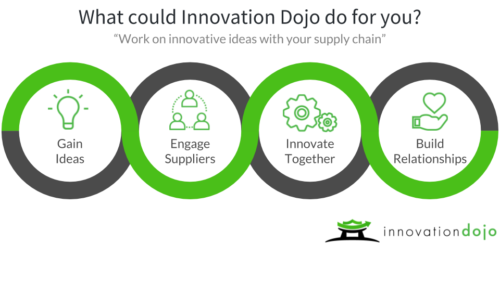 What could Innovation Dojo do for you?
“Work on innovative ideas with your supply chain”
Gain
Ideas
Engage
Suppliers
Innovate
Together
Build
Relationships
innovationdojo